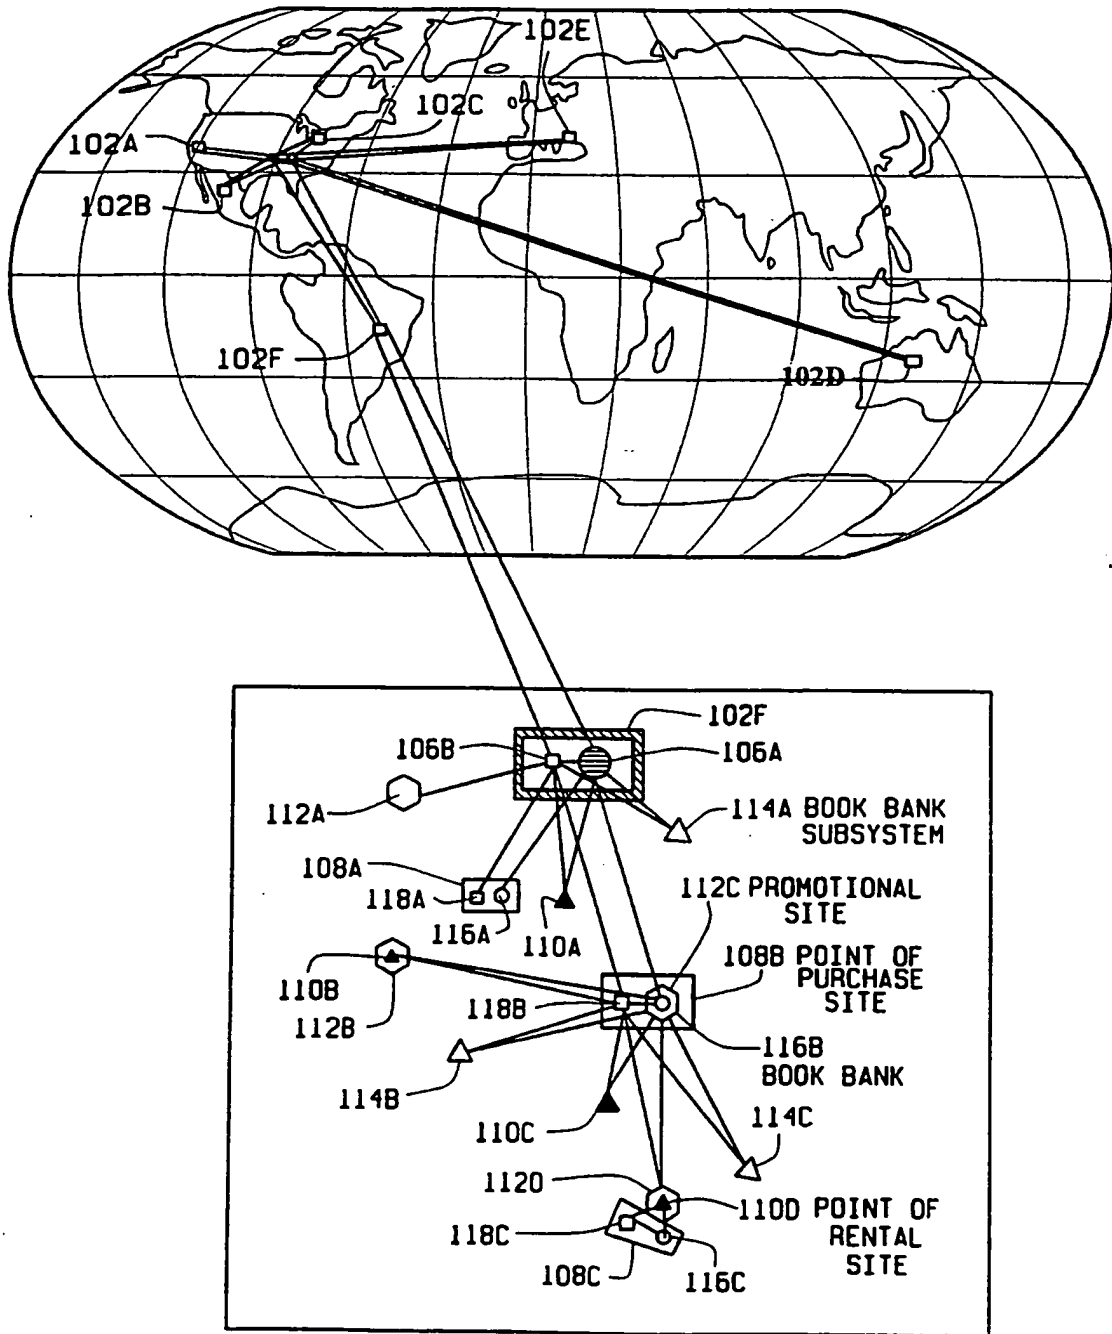 102E
102C
102A
102B
102F
102D
102F
106B
106A
112A
114A BOOK BANK
SUBSYSTEM
108A
118A
116A
110A
112C PROMOTIONAL
SITE
108B POINT OF
PURCHASE
SITE
110B
112B
118B
116B
BOOK BANK
114B
110C
114C
1120
110D POINT OF
RENTAL
SITE
118C
108C
116C